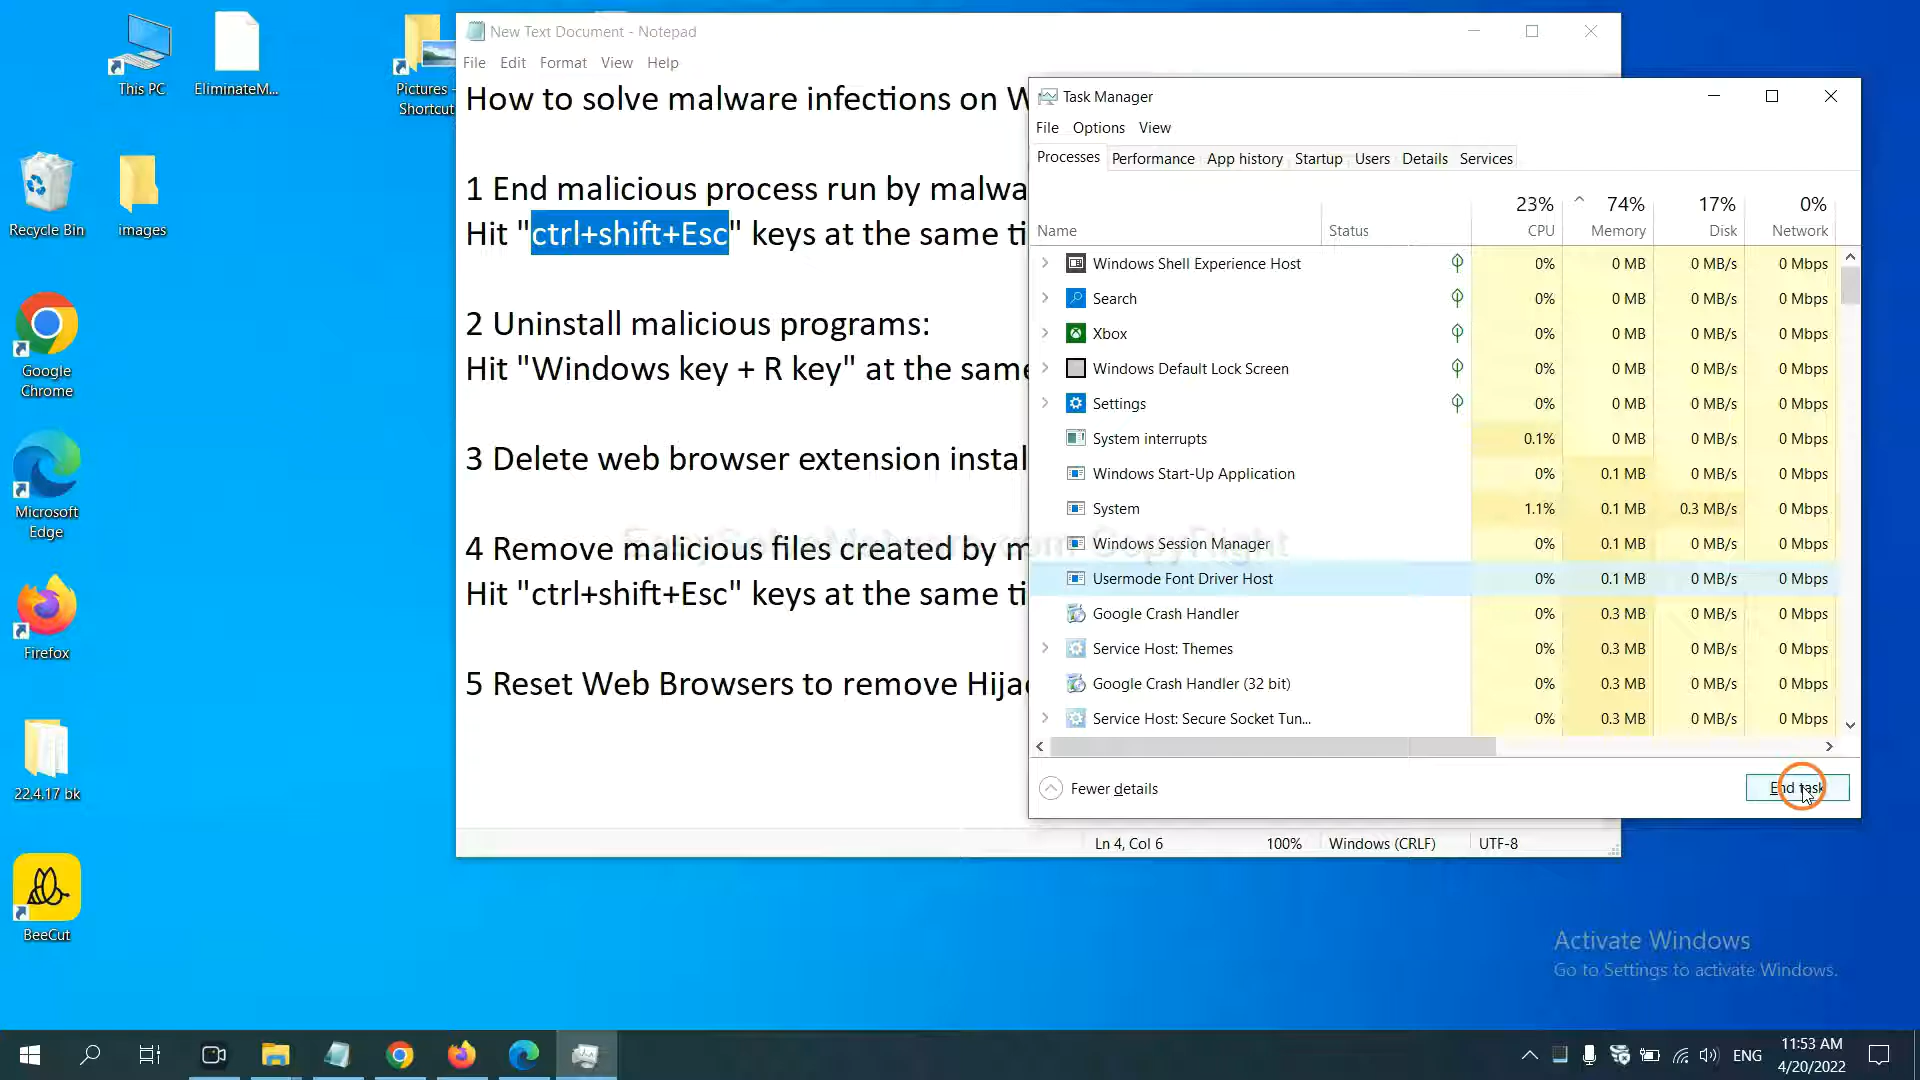 This PC
EliminateM...
Pictures -
Shortcut
Recycle Bin
images
Google
Chrome
Microsoft
Edge
Firefox
22.4.17 bk
BeeCut
New Text Document - Notepad
File Edit Format View Help
How to solve malware infections on W
1 End malicious process run by malwa
Hit "ctrl+shift+Esc" keys at the same ti
2 Uninstall malicious programs:
Hit "Windows key + R key" at the same
3 Delete web browser extension instal
4 Remove malicious files created by m
Hit "ctrl+shift+Esc" keys at the same ti
5 Reset Web Browsers to remove Hijac
Ln 4, Col 6 100% Windows (CRLF) UTF-8
Task Manager
File Options View
Processes Performance App history Startup Users Details Services
23% 74% 17% 0%
Name Status CPU Memory Disk Network
Windows Shell Experience Host 0% 0 MB 0 MB/s 0 Mbps
Search 0% 0 MB 0 MB/s 0 Mbps
Xbox 0% 0 MB 0 MB/s 0 Mbps
Windows Default Lock Screen 0% 0 MB 0 MB/s 0 Mbps
Settings 0% 0 MB 0 MB/s 0 Mbps
System interrupts 0.1% 0 MB 0 MB/s 0 Mbps
Windows Start-Up Application 0% 0.1 MB 0 MB/s 0 Mbps
System 1.1% 0.1 MB 0.3 MB/s 0 Mbps
Windows Session Manager 0% 0.1 MB 0 MB/s 0 Mbps
Usermode Font Driver Host 0% 0.1 MB 0 MB/s 0 Mbps
Google Crash Handler 0% 0.3 MB 0 MB/s 0 Mbps
Service Host: Themes 0% 0.3 MB 0 MB/s 0 Mbps
Google Crash Handler (32 bit) 0% 0.3 MB 0 MB/s 0 Mbps
Service Host: Secure Socket Tun... 0% 0.3 MB 0 MB/s 0 Mbps
Fewer details
End task
Activate Windows
Go to Settings to activate Windows.
ENG
11:53 AM
4/20/2022